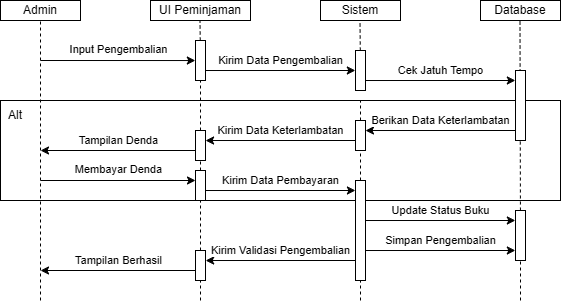 Admin
UI Peminjaman
Sistem
Database
Input Pengembalian
Kirim Data Pengembalian
Cek Jatuh Tempo
Alt
Berikan Data Keterlambatan
Kirim Data Keterlambatan
Tampilan Denda
Membayar Denda
Kirim Data Pembayaran
Update Status Buku
Simpan Pengembalian
Kirim Validasi Pengembalian
Tampilan Berhasil